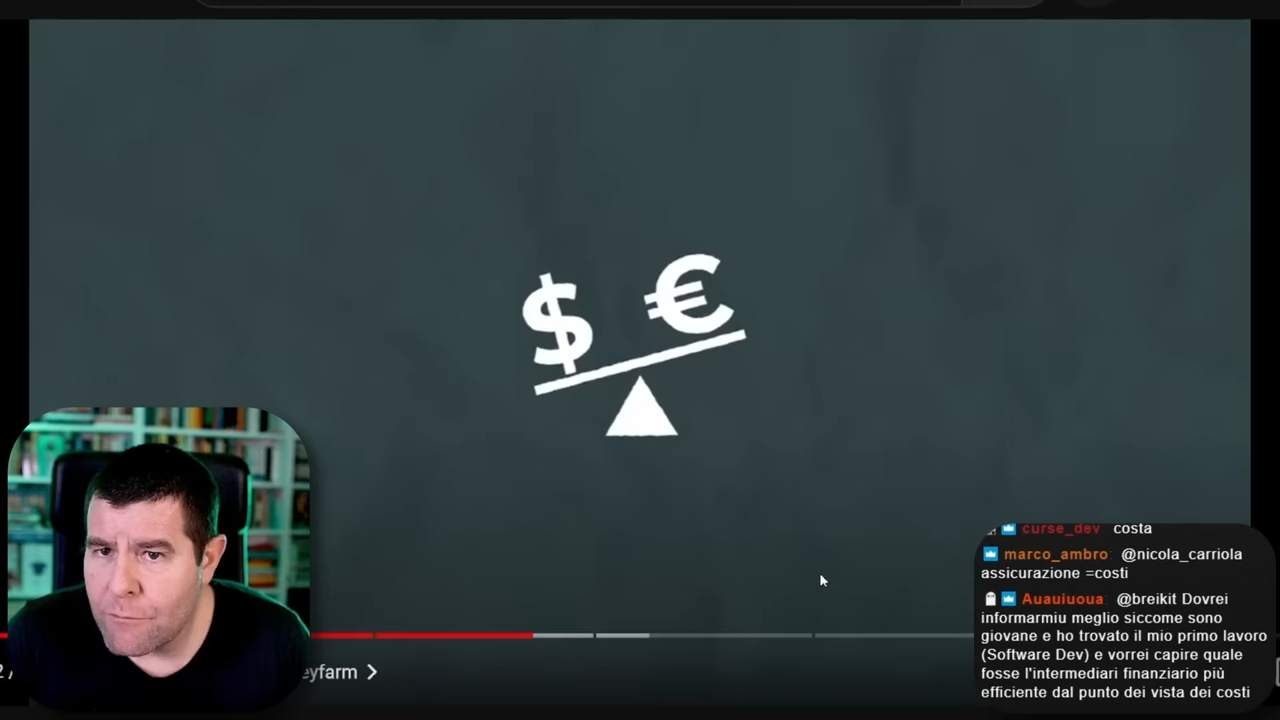 $ €
curse_dev costa
marco_ambro: @nicola_carriola
assicurazione =costi
Auauiuoua: @breikit Dovrei
informarmiu meglio siccome sono
giovane e ho trovato il mio primo lavoro
(Software Dev) e vorrei capire quale
fosse l'intermediari finanziario più
efficiente dal punto dei vista dei costi
2 /
eyfarm